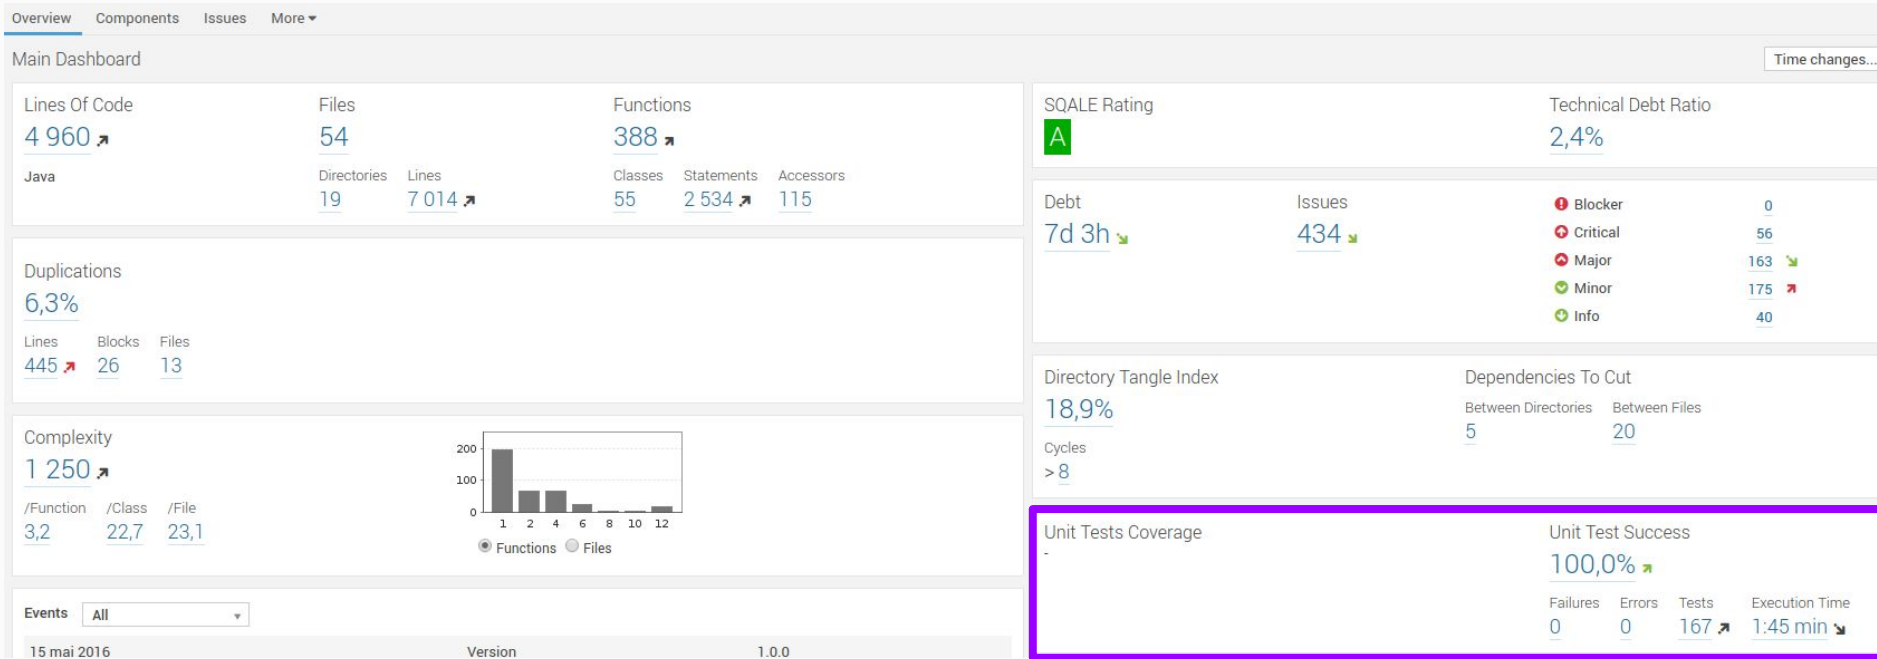 Overview Components Issues More
Main Dashboard
Time changes...
Lines Of Code Files Functions
4 960 54 388
Java
Directories Lines Classes Statements Accessors
19 7 014 55 2 534 115
Duplications
6,3%
Lines Blocks Files
445 26 13
Complexity
1 250
/Function /Class /File
3,2 22,7 23,1
200
100
0
1 2 4 6 8 10 12
Functions Files
Events All
15 mai 2016 Version 1.0.0
SQALE Rating Technical Debt Ratio
A 2,4%
Debt Issues
7d 3h 434
Blocker 0
Critical 56
Major 163
Minor 175
Info 40
Directory Tangle Index Dependencies To Cut
18,9%
Between Directories Between Files
5 20
Cycles
> 8
Unit Tests Coverage Unit Test Success
- 100,0%
Failures Errors Tests Execution Time
0 0 167 1:45 min